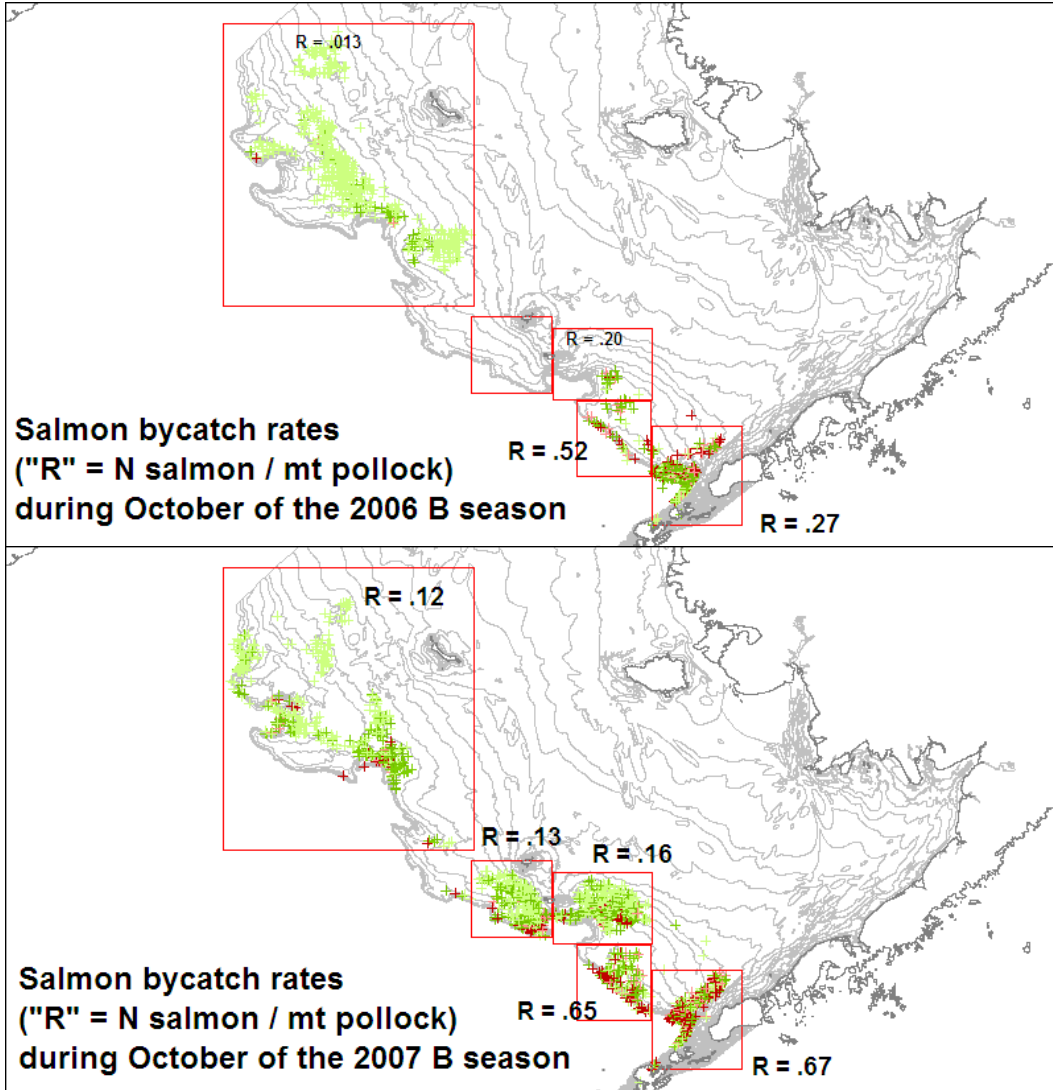 R = .013
R = .20
Salmon bycatch rates
("R" = N salmon / mt pollock)
during October of the 2006 B season
R = .52
R = .27
R = .12
R = .13
R = .16
Salmon bycatch rates
("R" = N salmon / mt pollock)
during October of the 2007 B season
R = .65
R = .67